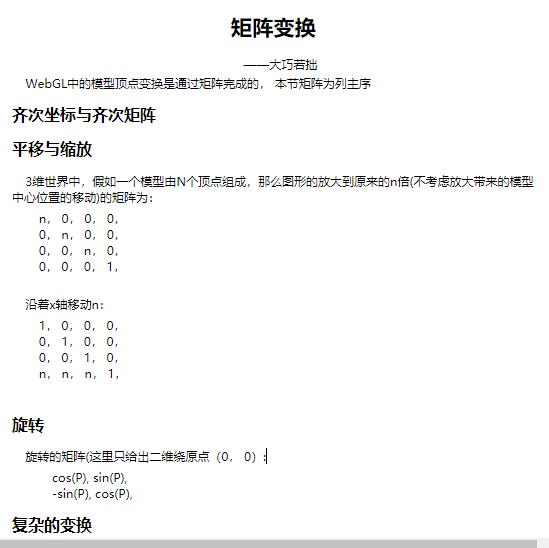 矩阵变换
——大巧若拙
WebGL中的模型顶点变换是通过矩阵完成的， 本节矩阵为列主序
齐次坐标与齐次矩阵
平移与缩放
3维世界中，假如一个模型由N个顶点组成，那么图形的放大到原来的n倍(不考虑放大带来的模型
中心位置的移动)的矩阵为：
n， 0， 0， 0，
0， n， 0， 0，
0， 0， n， 0，
0， 0， 0， 1，
沿着x轴移动n：
1， 0， 0， 0，
0， 1， 0， 0，
0， 0， 1， 0，
n， n， n， 1，
旋转
旋转的矩阵(这里只给出二维绕原点（0， 0）:
cos(P), sin(P),
-sin(P), cos(P),
复杂的变换